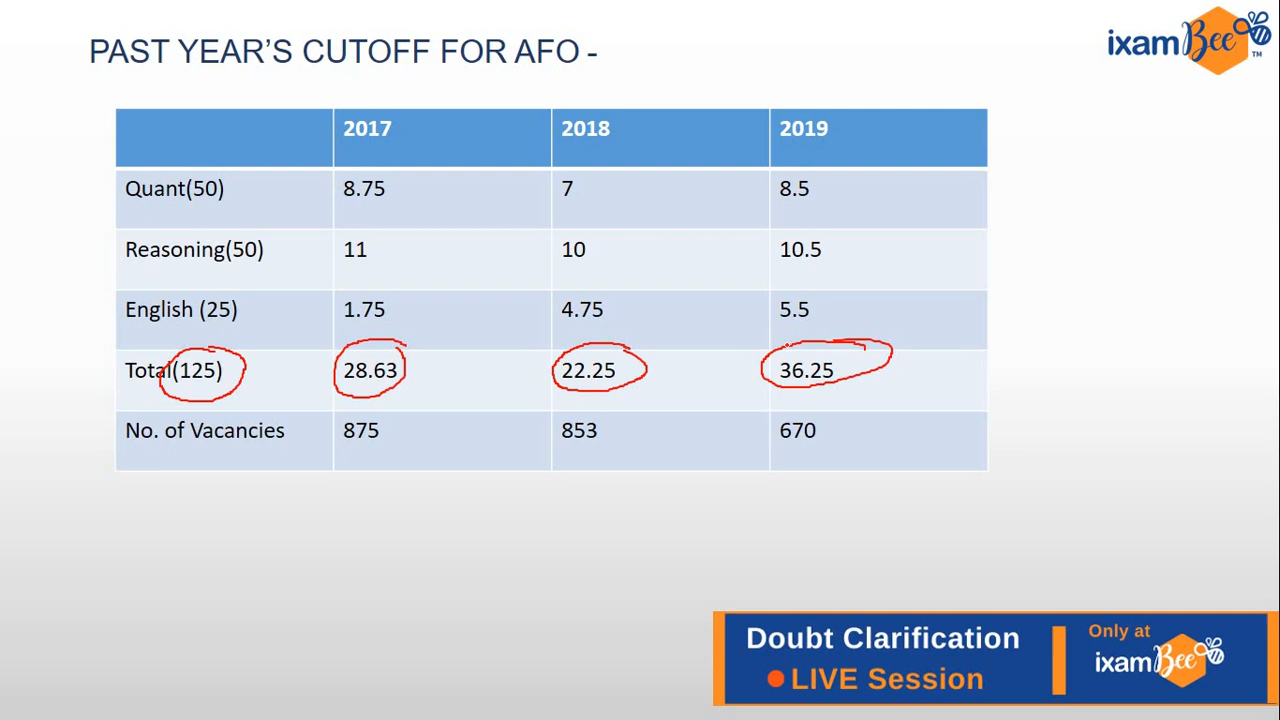 PAST YEAR’S CUTOFF FOR AFO -
ixamBee™
2017 2018 2019
Quant(50) 8.75 7 8.5
Reasoning(50) 11 10 10.5
English (25) 1.75 4.75 5.5
Total(125) 28.63 22.25 36.25
No. of Vacancies 875 853 670
Doubt Clarification
LIVE Session
Only at
ixamBee